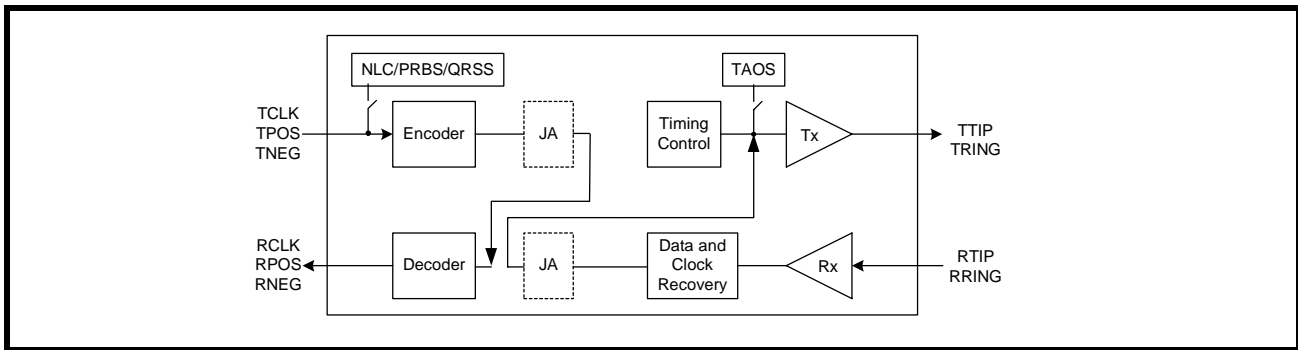 NLC/PRBS/QRSS
TAOS
TCLK
TPOS
TNEG
Encoder
JA
Timing
Control
Tx
TTIP
TRING
RCLK
RPOS
RNEG
Decoder
JA
Data and
Clock
Recovery
Rx
RTIP
RRING